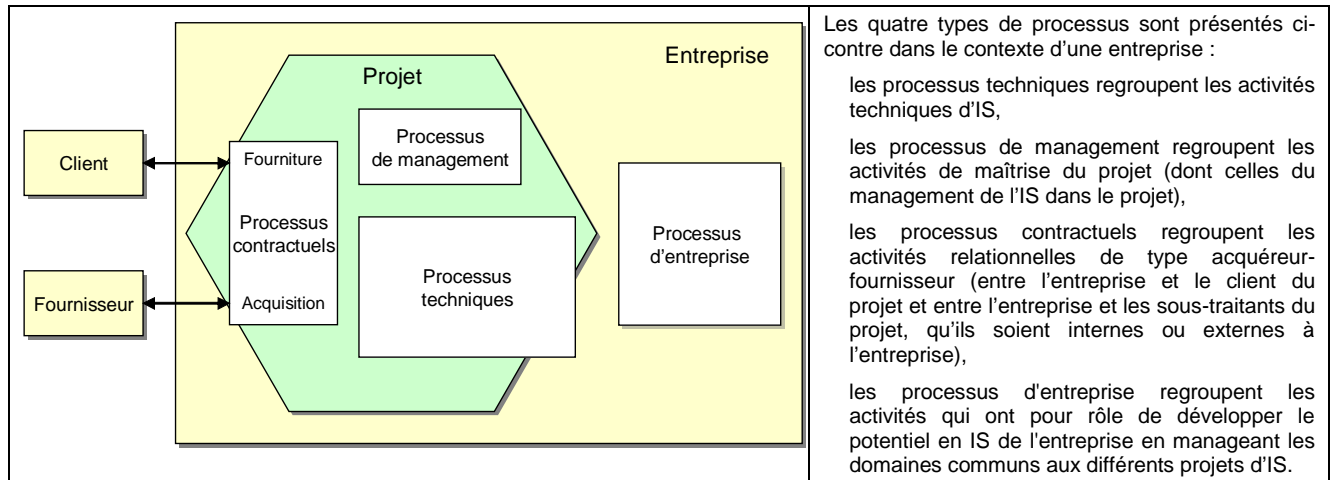 Entreprise
Projet
Processus
de management
Client
Fourniture
Processus
contractuels
Processus
d’entreprise
Processus
techniques
Fournisseur
Acquisition
Les quatre types de processus sont présentés ci-
contre dans le contexte d’une entreprise :
les processus techniques regroupent les activités
techniques d’IS,
les processus de management regroupent les
activités de maîtrise du projet (dont celles du
management de l’IS dans le projet),
les processus contractuels regroupent les
activités relationnelles de type acquéreur-
fournisseur (entre l’entreprise et le client du
projet et entre l’entreprise et les sous-traitants du
projet, qu’ils soient internes ou externes à
l’entreprise),
les processus d'entreprise regroupent les
activités qui ont pour rôle de développer le
potentiel en IS de l'entreprise en manageant les
domaines communs aux différents projets d’IS.